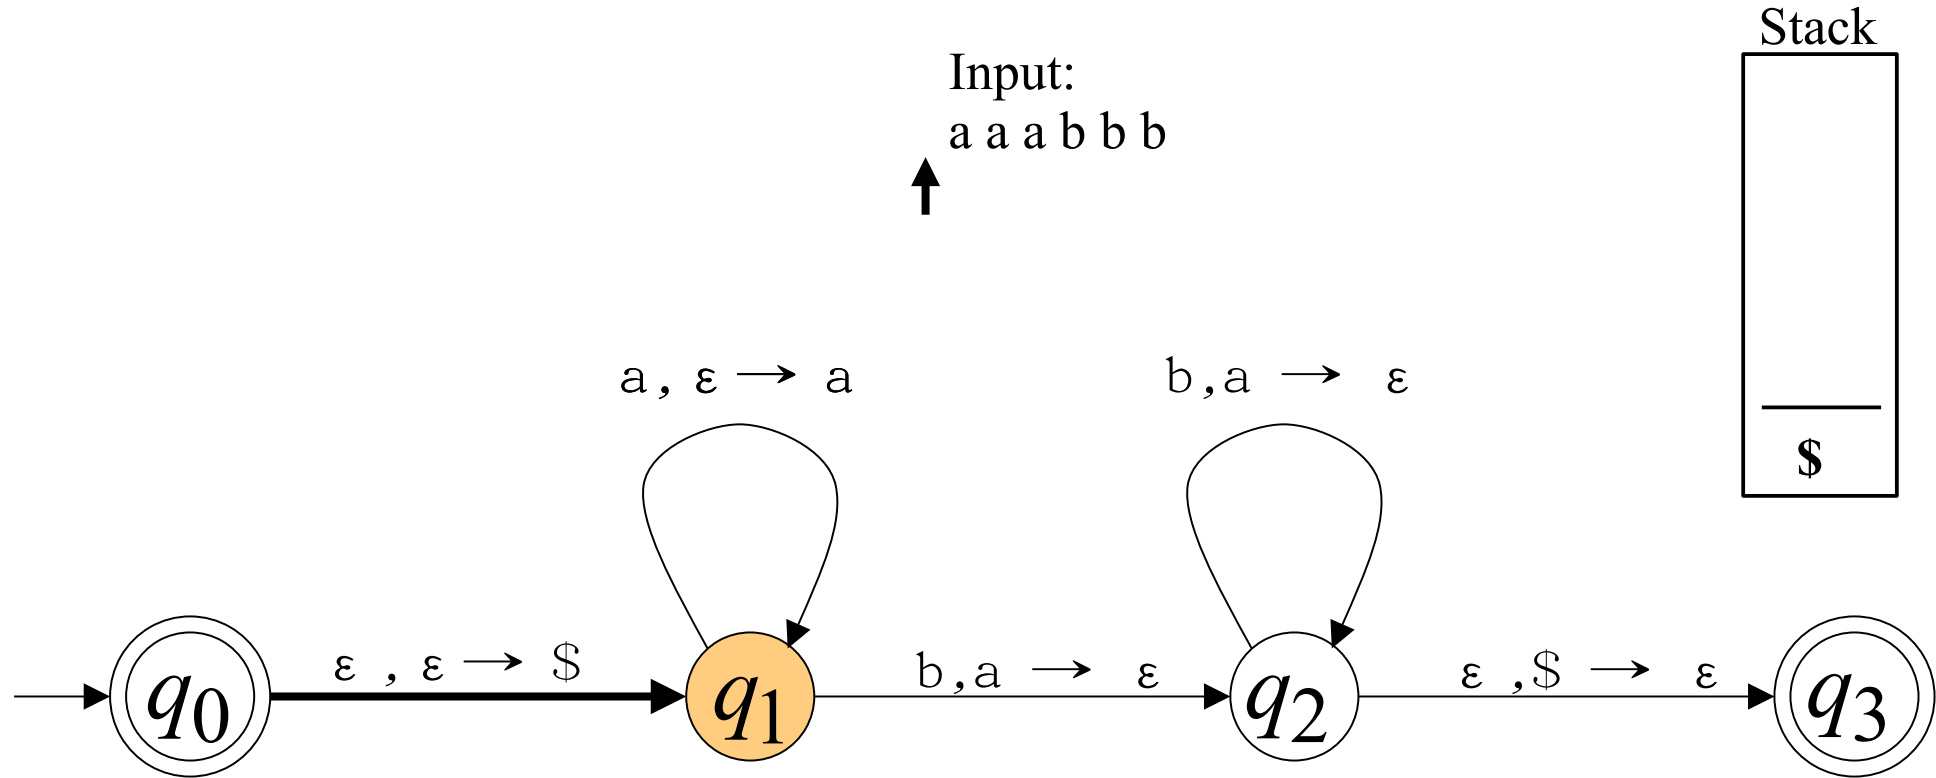 Stack
Input:
a a a b b b
a, ε → a
b,a → ε
$
ε , ε → $
b,a → ε
ε ,$ → ε
q0
q1
q2
q3